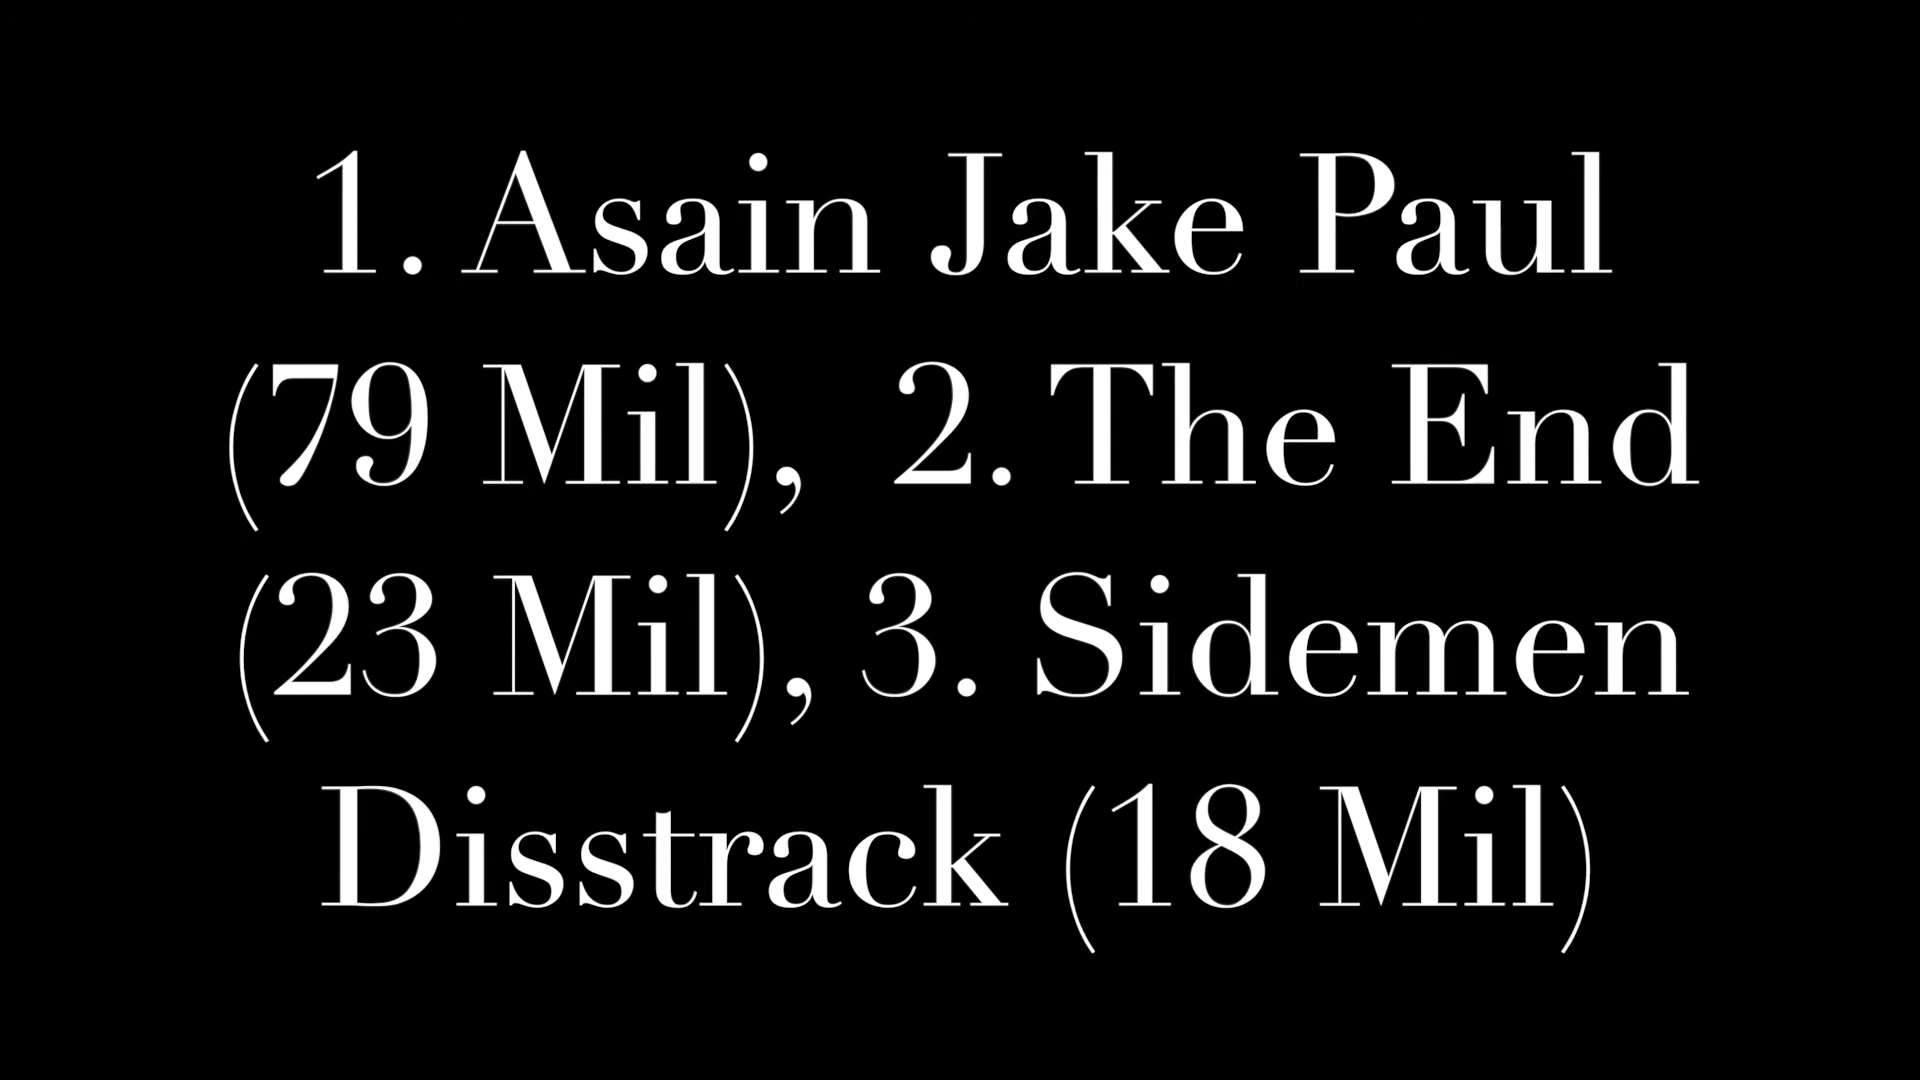 1. Asain Jake Paul
(79 Mil), 2. The End
(23 Mil), 3. Sidemen
Disstrack (18 Mil)